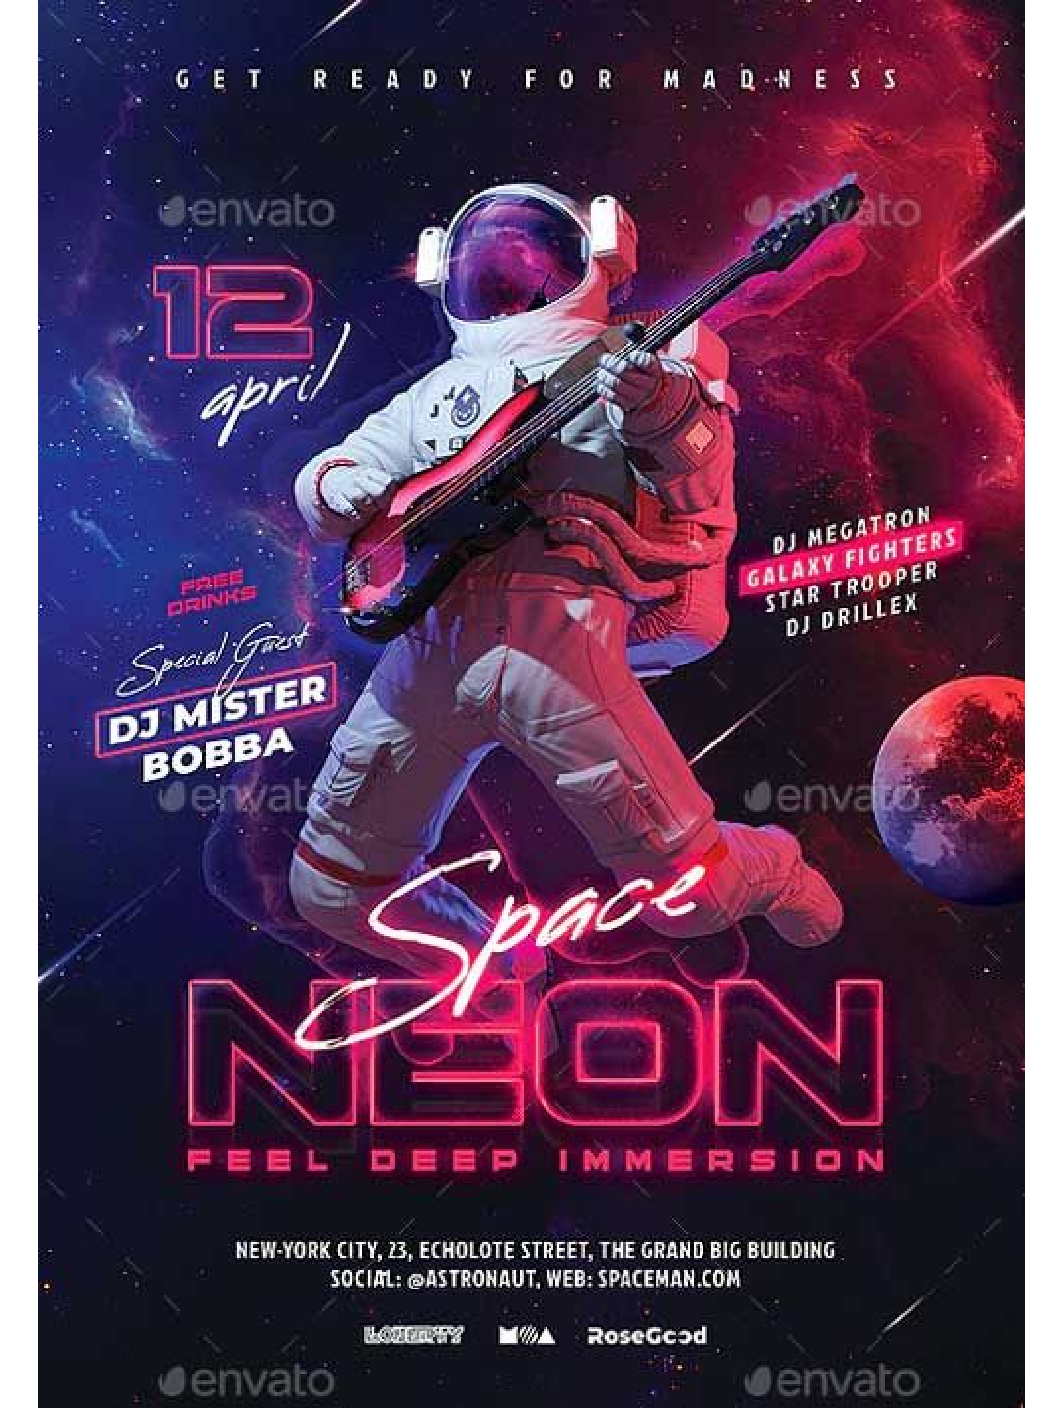 GET READY FOR MADNESS
envato envato
12
april
DJ MEGATRON
GALAXY FIGHTERS
STAR TROOPER
DJ DRILLEX
FREE
DRINKS
Special Guest
DJ MISTER
BOBBA
envato envato
Space
NEON
FEEL DEEP IMMERSION
NEW-YORK CITY, 23, ECHOLOTE STREET, THE GRAND BIG BUILDING
SOCIAL: @ASTRONAUT, WEB: SPACEMAN.COM
RoseGood
envato envato